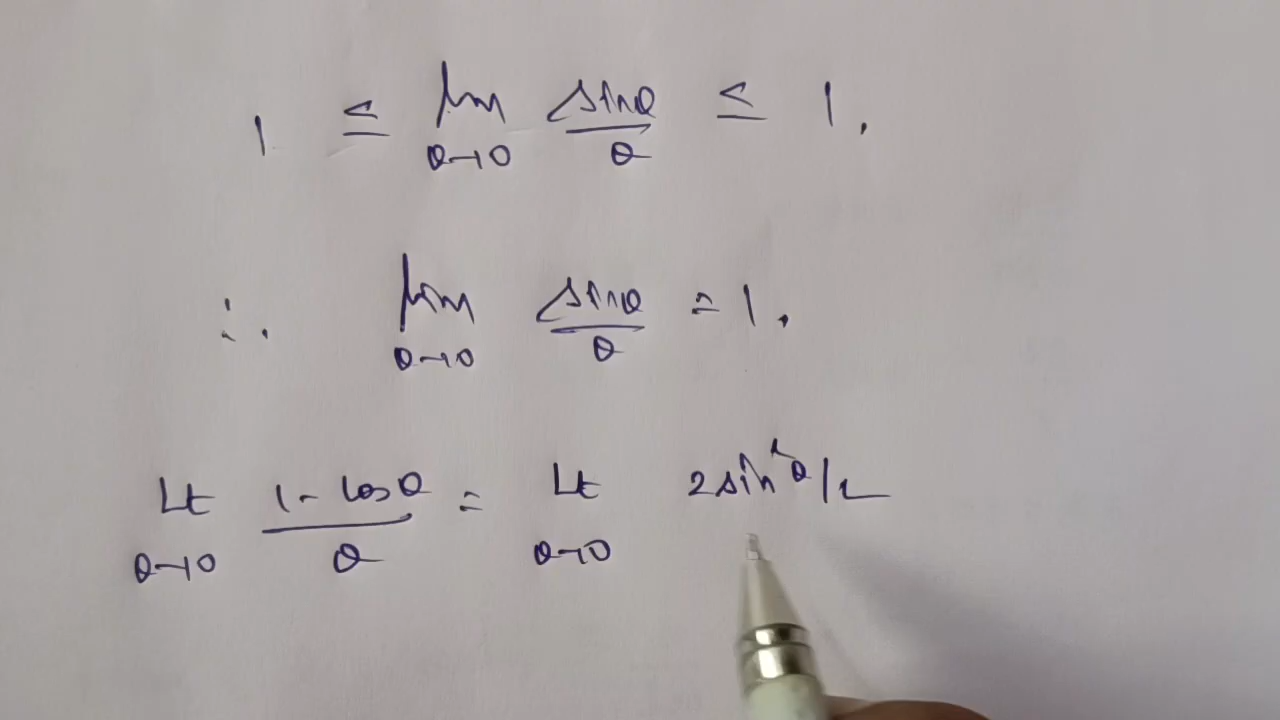 1 ≤ lim θ→0 sinθ/θ ≤ 1.
∴ lim θ→0 sinθ/θ = 1.
Lt θ→0 1 - cosθ/θ = Lt θ→0 2sin²θ/2